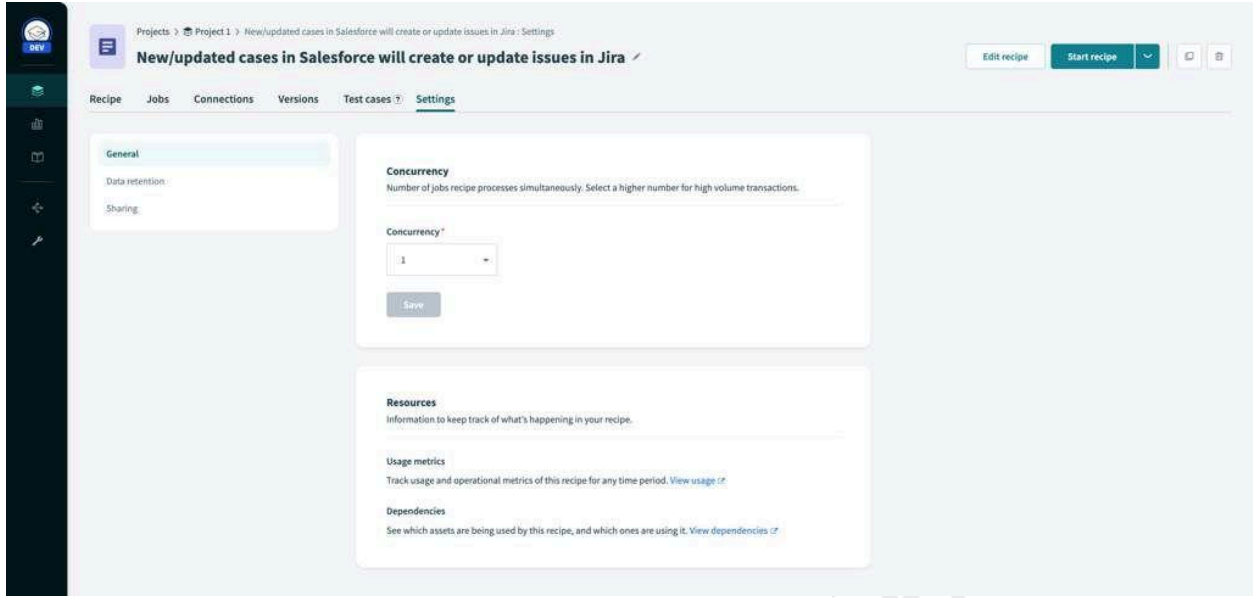 DEV
Projects > Project 1 > New/updated cases in Salesforce will create or update issues in Jira : Settings
New/updated cases in Salesforce will create or update issues in Jira
Edit recipe
Start recipe
Recipe Jobs Connections Versions Test cases ? Settings
General
Data retention
Sharing
Concurrency
Number of jobs recipe processes simultaneously. Select a higher number for high volume transactions.
Concurrency*
1
Save
Resources
Information to keep track of what's happening in your recipe.
Usage metrics
Track usage and operational metrics of this recipe for any time period. View usage
Dependencies
See which assets are being used by this recipe, and which ones are using it. View dependencies